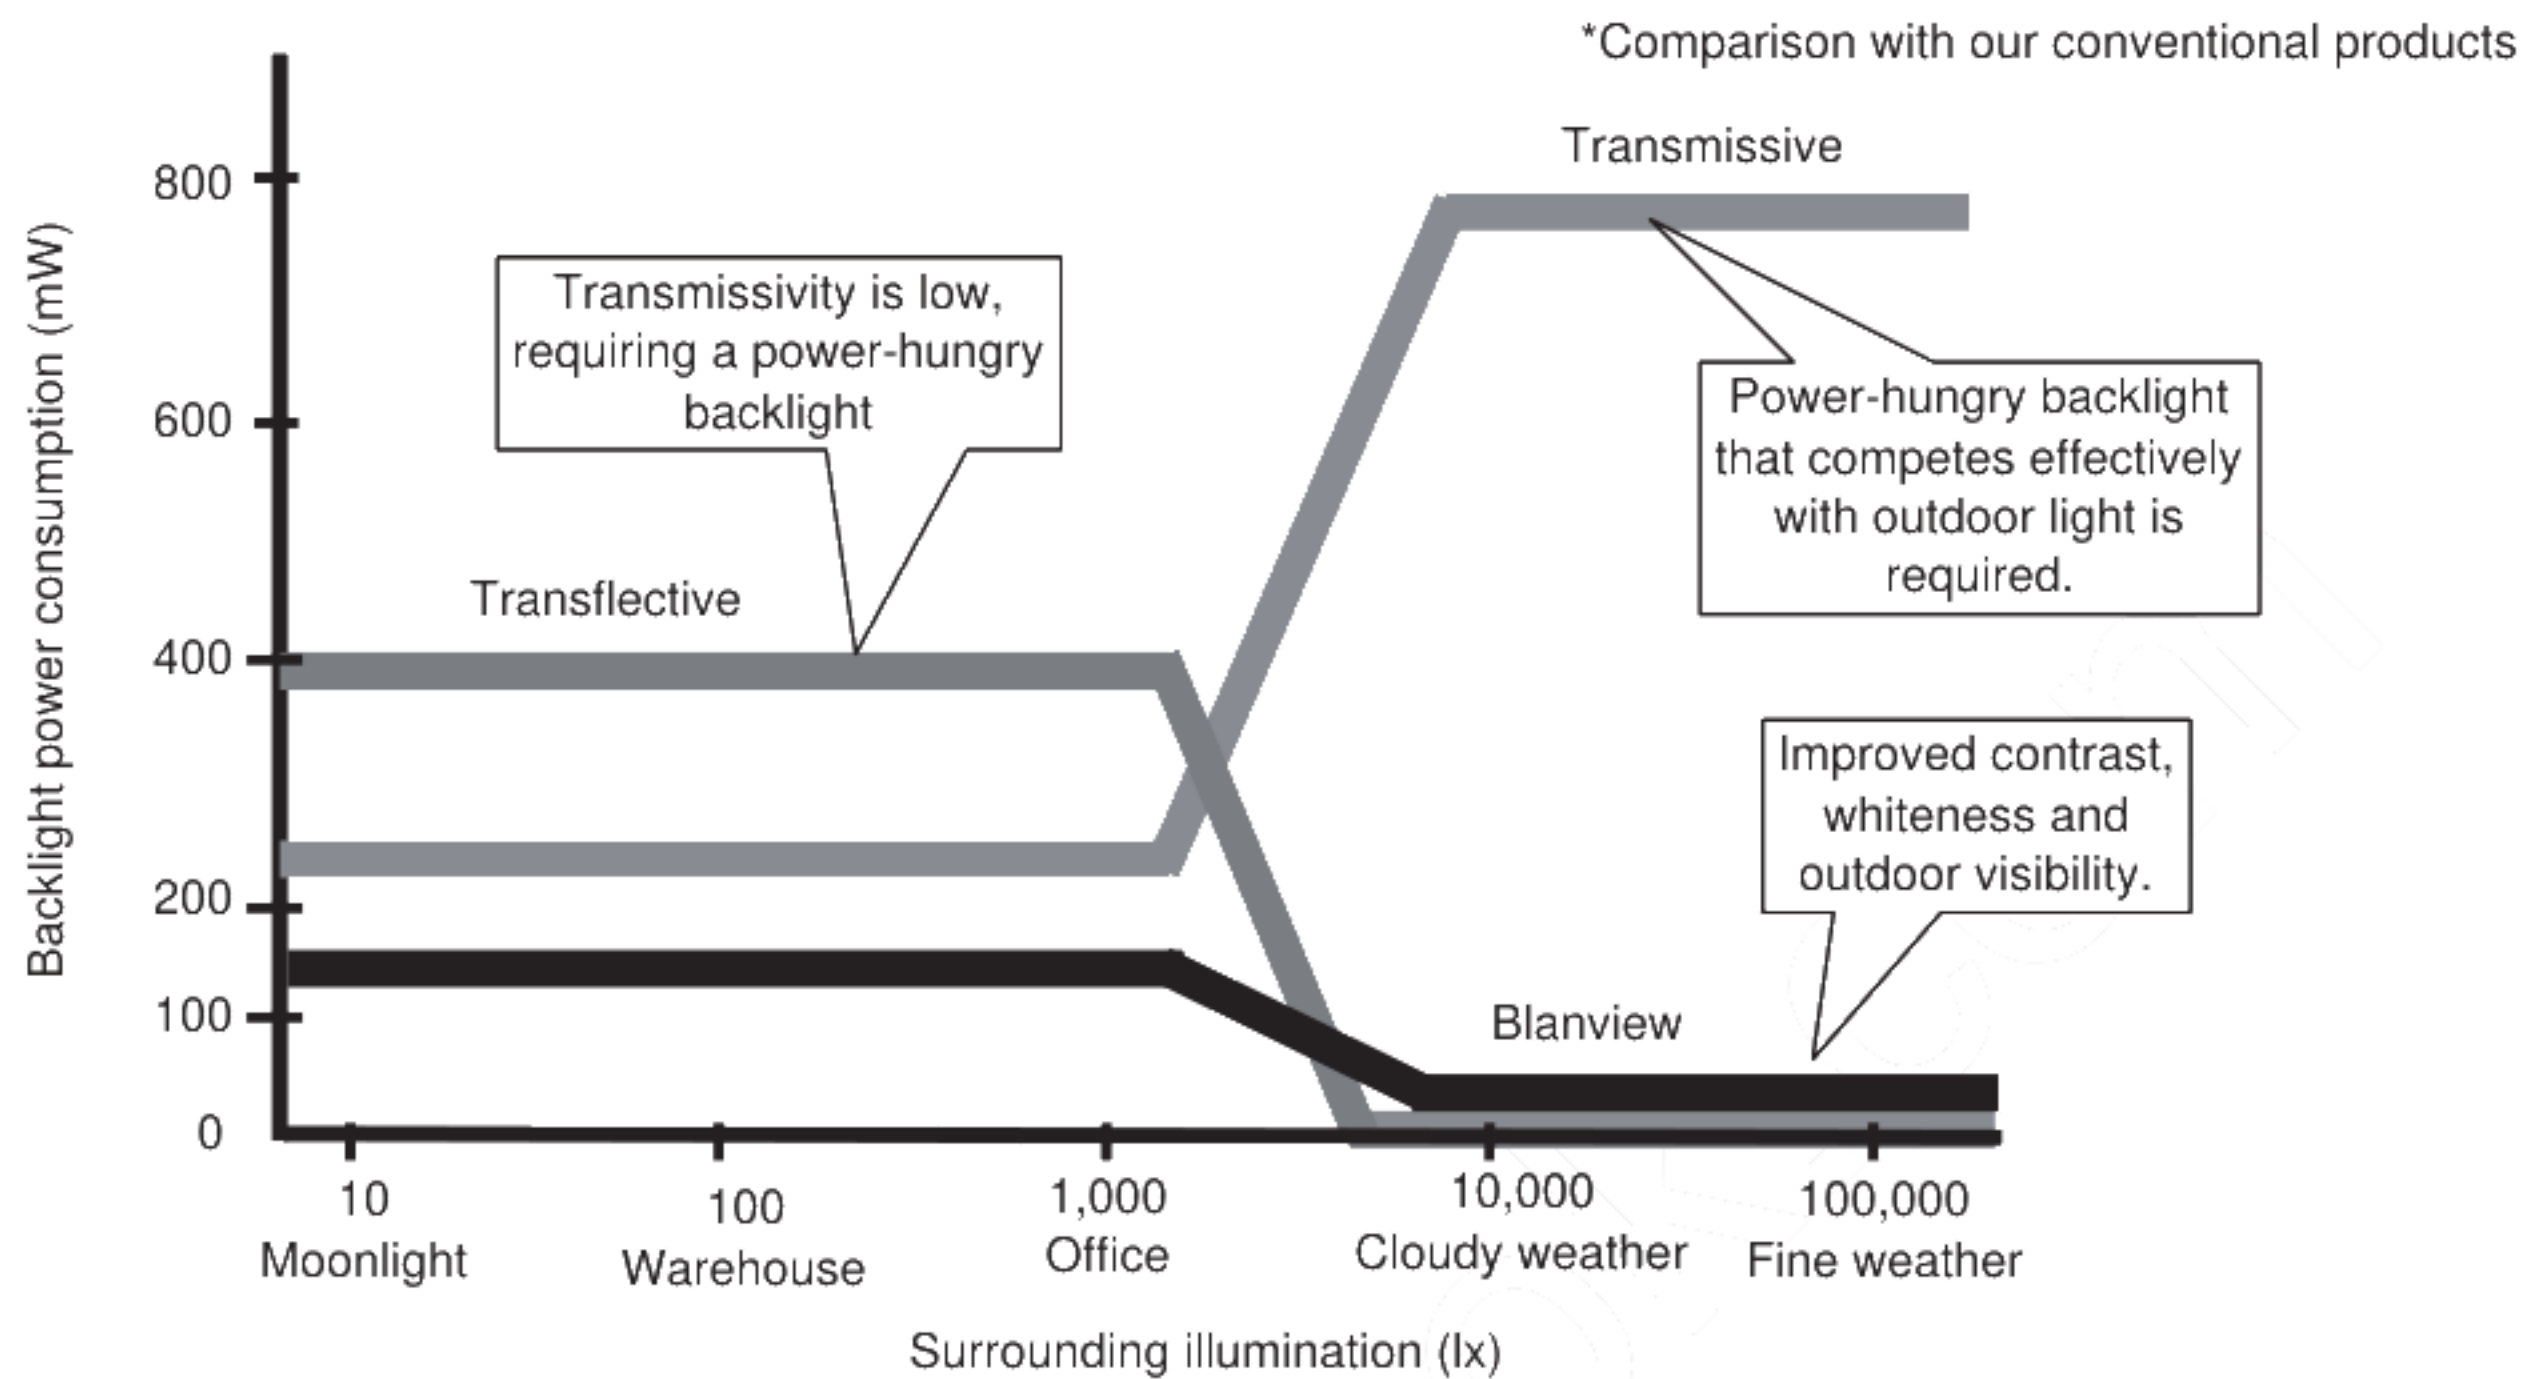 *Comparison with our conventional products
Backlight power consumption (mW)
800
600
400
200
100
0
Transmissive
Transmissivity is low,
requiring a power-hungry
backlight
Power-hungry backlight
that competes effectively
with outdoor light is
required.
Transflective
Improved contrast,
whiteness and
outdoor visibility.
Blanview
10
100
1,000
10,000
100,000
Moonlight
Warehouse
Office
Cloudy weather
Fine weather
Surrounding illumination (lx)